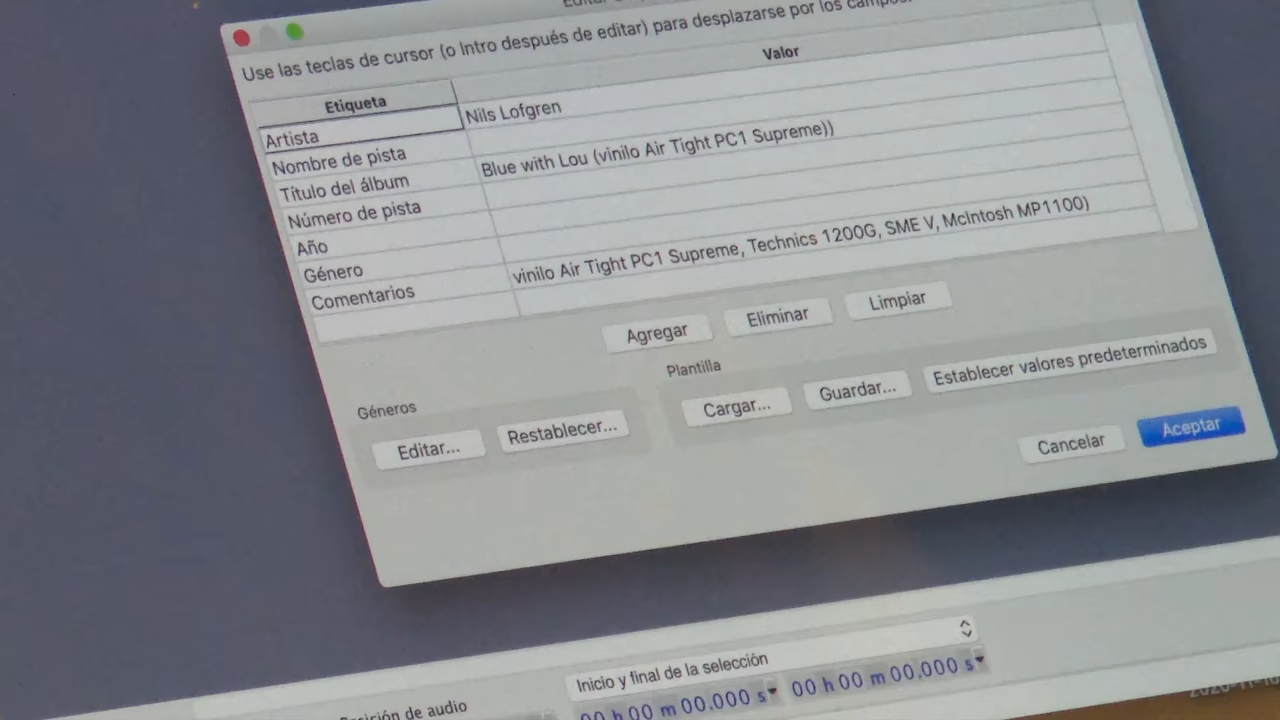 Use las teclas de cursor (o Intro después de editar) para desplazarse por los campos.
Etiqueta Valor
Artista Nils Lofgren
Nombre de pista
Título del álbum Blue with Lou (vinilo Air Tight PC1 Supreme))
Número de pista
Año
Género
Comentarios vinilo Air Tight PC1 Supreme, Technics 1200G, SME V, McIntosh MP1100)
Agregar Eliminar Limpiar
Géneros Plantilla
Editar... Restablecer... Cargar... Guardar... Establecer valores predeterminados
Cancelar Aceptar
Inicio y final de la selección
de audio 00 h 00 m 00.000 s 00 h 00 m 00.000 s